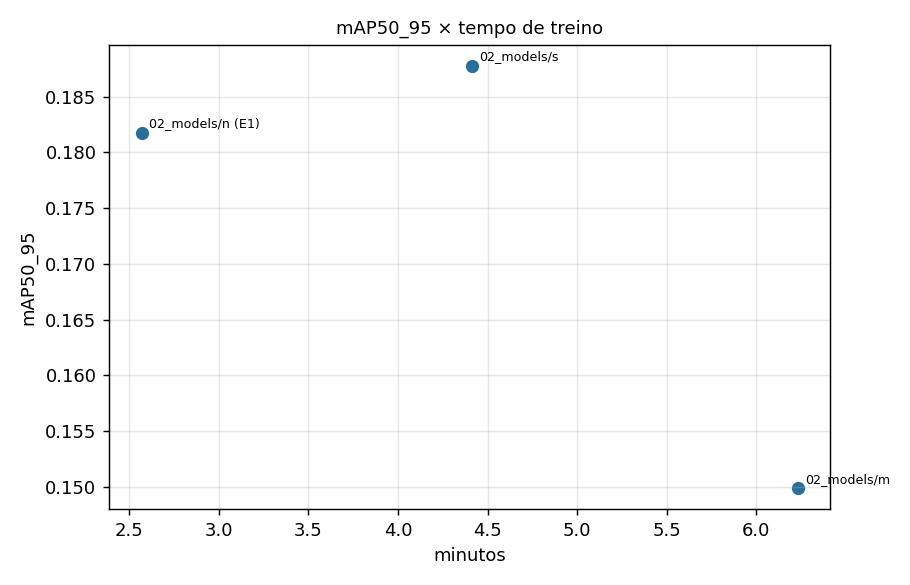 mAP50_95 × tempo de treino
02_models/s
02_models/n (E1)
02_models/m
mAP50_95
0.185
0.180
0.175
0.170
0.165
0.160
0.155
0.150
2.5 3.0 3.5 4.0 4.5 5.0 5.5 6.0
minutos